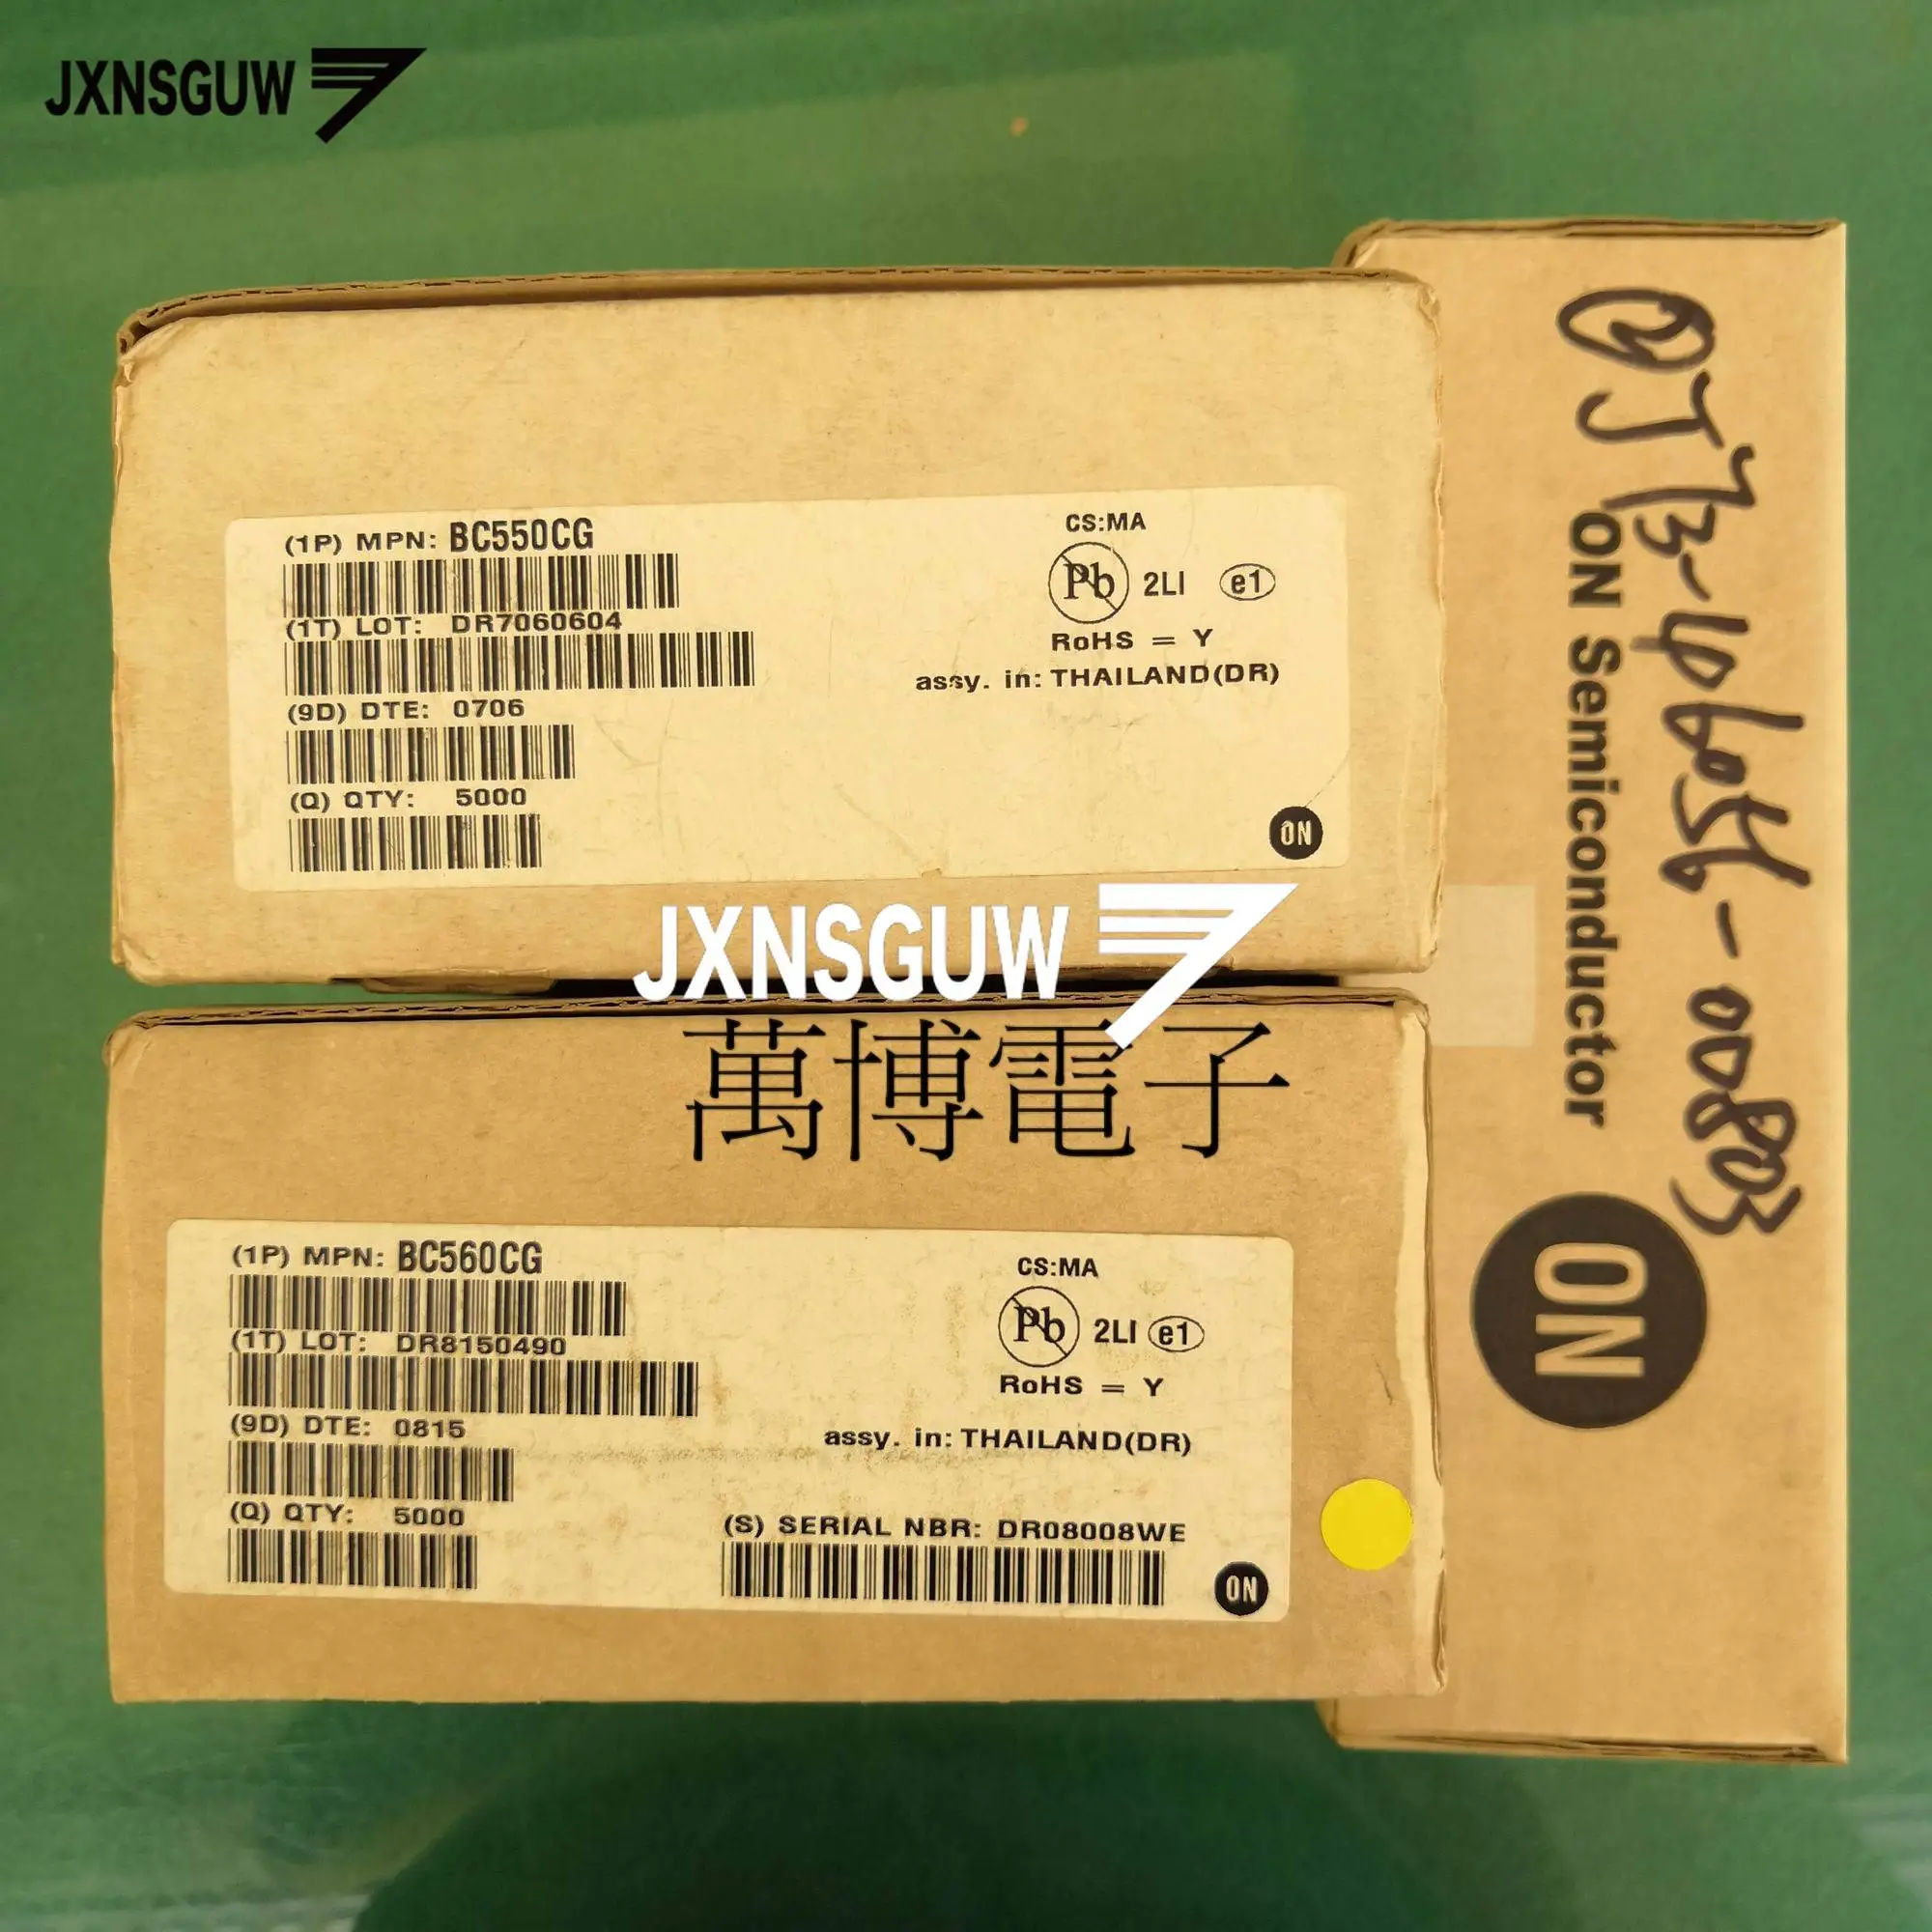 JXNSGUW
(1P) MPN: BC550CG
(1T) LOT: DR7060604
(9D) DTE: 0706
(Q) QTY: 5000
CS:MA
Pb 2LI e1
RoHS = Y
assy. in: THAILAND(DR)
ON
JXNSGUW
萬博電子
(1P) MPN: BC560CG
(1T) LOT: DR8150490
(9D) DTE: 0815
(Q) QTY: 5000
CS:MA
Pb 2LI e1
RoHS = Y
assy. in: THAILAND(DR)
(S) SERIAL NBR: DR08008WE
ON
ON Semiconductor
ON